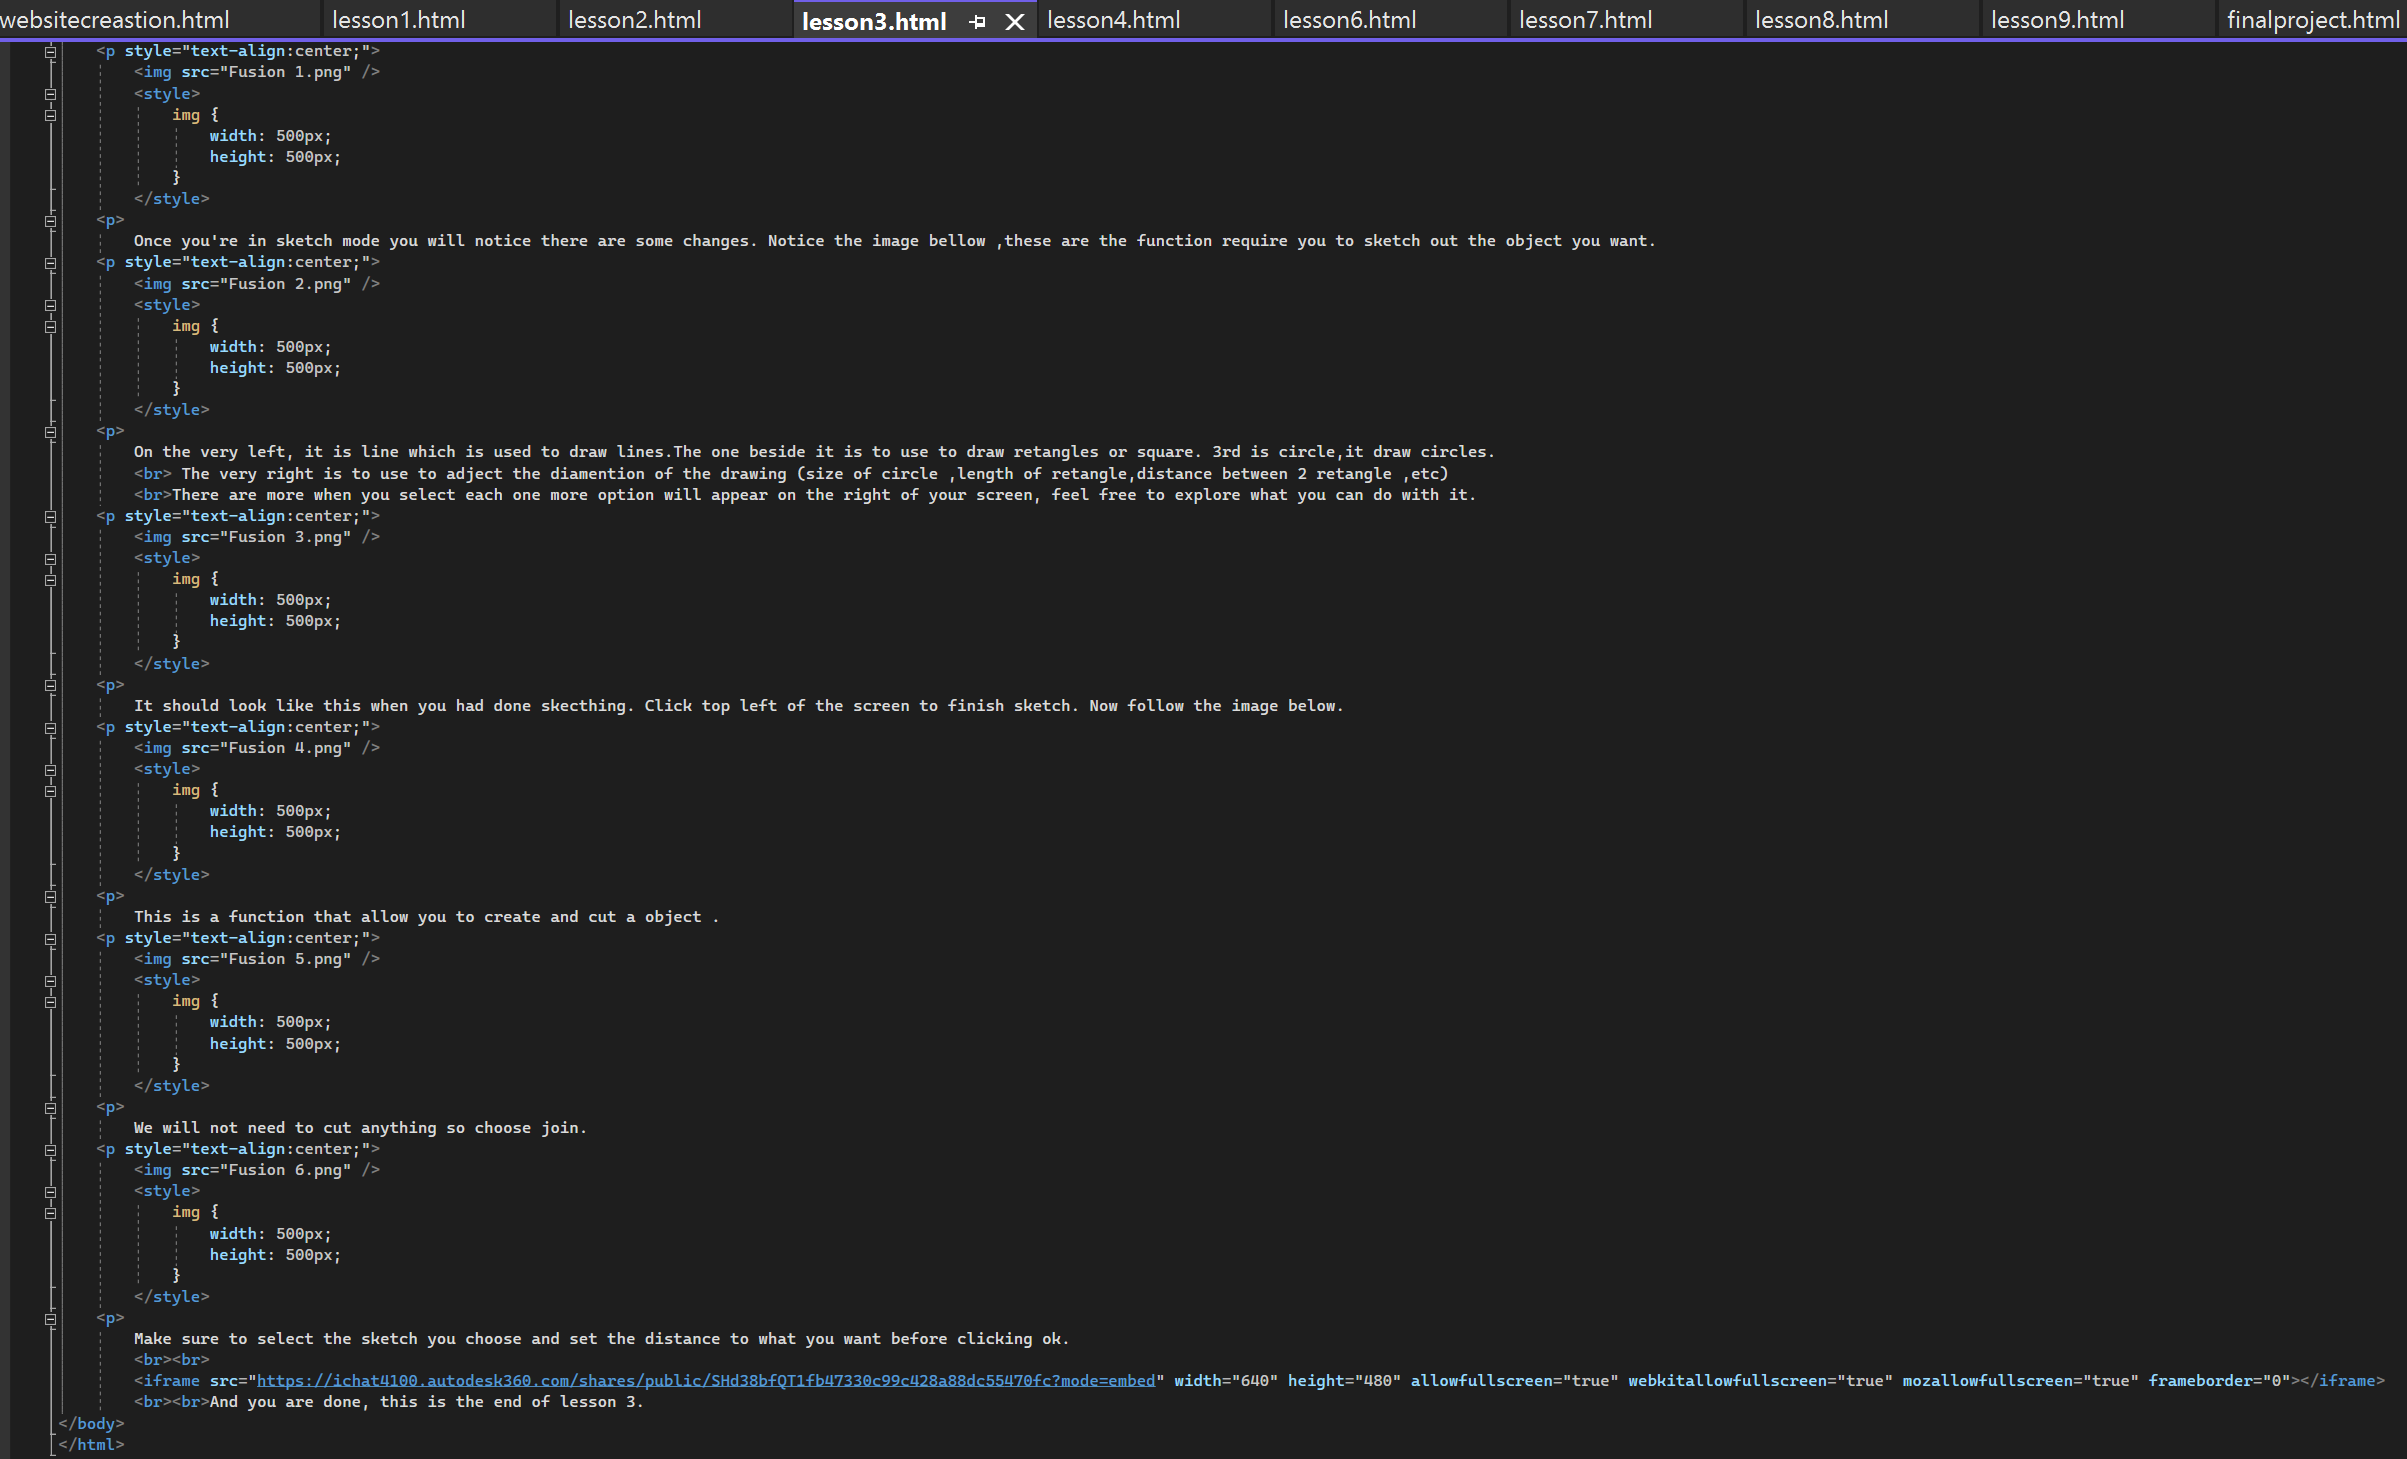 websitecreastion.html lesson1.html lesson2.html lesson3.html lesson4.html lesson6.html lesson7.html lesson8.html lesson9.html finalproject.html
<p style="text-align:center;">
<img src="Fusion 1.png" />
<style>
img {
width: 500px;
height: 500px;
}
</style>
<p>
Once you're in sketch mode you will notice there are some changes. Notice the image bellow ,these are the function require you to sketch out the object you want.
<p style="text-align:center;">
<img src="Fusion 2.png" />
<style>
img {
width: 500px;
height: 500px;
}
</style>
<p>
On the very left, it is line which is used to draw lines.The one beside it is to use to draw retangles or square. 3rd is circle,it draw circles.
<br> The very right is to use to adject the diamention of the drawing (size of circle ,length of retangle,distance between 2 retangle ,etc)
<br>There are more when you select each one more option will appear on the right of your screen, feel free to explore what you can do with it.
<p style="text-align:center;">
<img src="Fusion 3.png" />
<style>
img {
width: 500px;
height: 500px;
}
</style>
<p>
It should look like this when you had done skecthing. Click top left of the screen to finish sketch. Now follow the image below.
<p style="text-align:center;">
<img src="Fusion 4.png" />
<style>
img {
width: 500px;
height: 500px;
}
</style>
<p>
This is a function that allow you to create and cut a object .
<p style="text-align:center;">
<img src="Fusion 5.png" />
<style>
img {
width: 500px;
height: 500px;
}
</style>
<p>
We will not need to cut anything so choose join.
<p style="text-align:center;">
<img src="Fusion 6.png" />
<style>
img {
width: 500px;
height: 500px;
}
</style>
<p>
Make sure to select the sketch you choose and set the distance to what you want before clicking ok.
<br><br>
<iframe src="https://ichat4100.autodesk360.com/shares/public/SHd38bfQT1fb47330c99c428a88dc55470fc?mode=embed" width="640" height="480" allowfullscreen="true" webkitallowfullscreen="true" mozallowfullscreen="true" frameborder="0"></iframe>
<br><br>And you are done, this is the end of lesson 3.
</body>
</html>